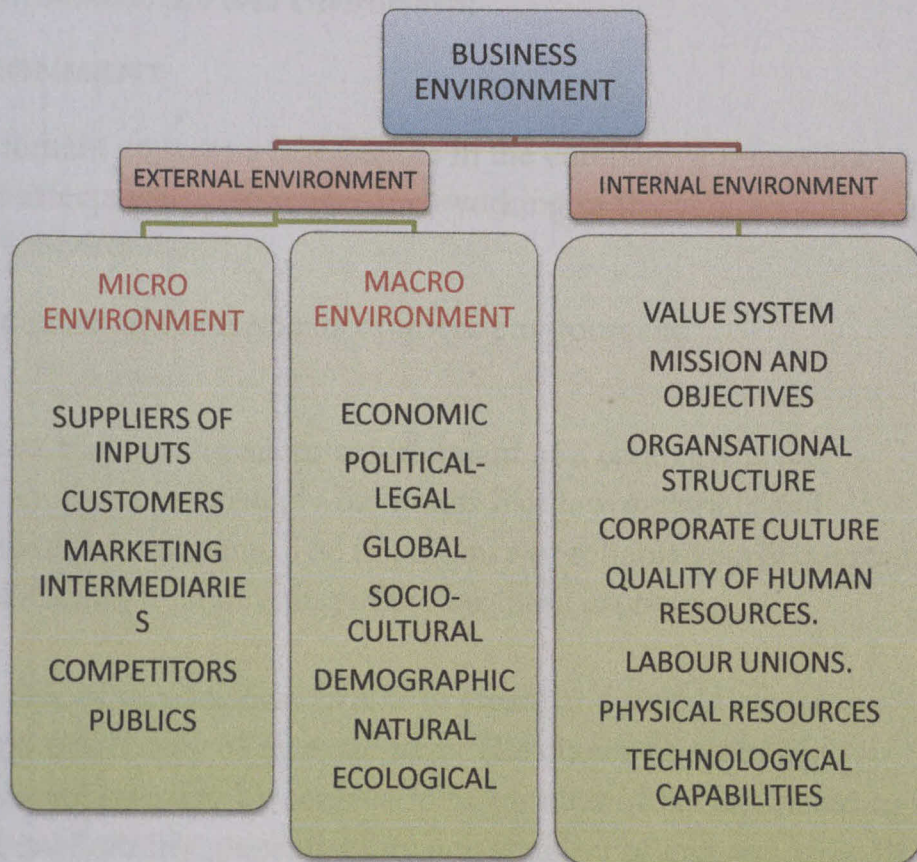 BUSINESS
ENVIRONMENT
EXTERNAL ENVIRONMENT
INTERNAL ENVIRONMENT
MICRO
ENVIRONMENT
SUPPLIERS OF
INPUTS
CUSTOMERS
MARKETING
INTERMEDIARIE
S
COMPETITORS
PUBLICS
MACRO
ENVIRONMENT
ECONOMIC
POLITICAL-
LEGAL
GLOBAL
SOCIO-
CULTURAL
DEMOGRAPHIC
NATURAL
ECOLOGICAL
VALUE SYSTEM
MISSION AND
OBJECTIVES
ORGANSATIONAL
STRUCTURE
CORPORATE CULTURE
QUALITY OF HUMAN
RESOURCES.
LABOUR UNIONS.
PHYSICAL RESOURCES
TECHNOLOGYCAL
CAPABILITIES